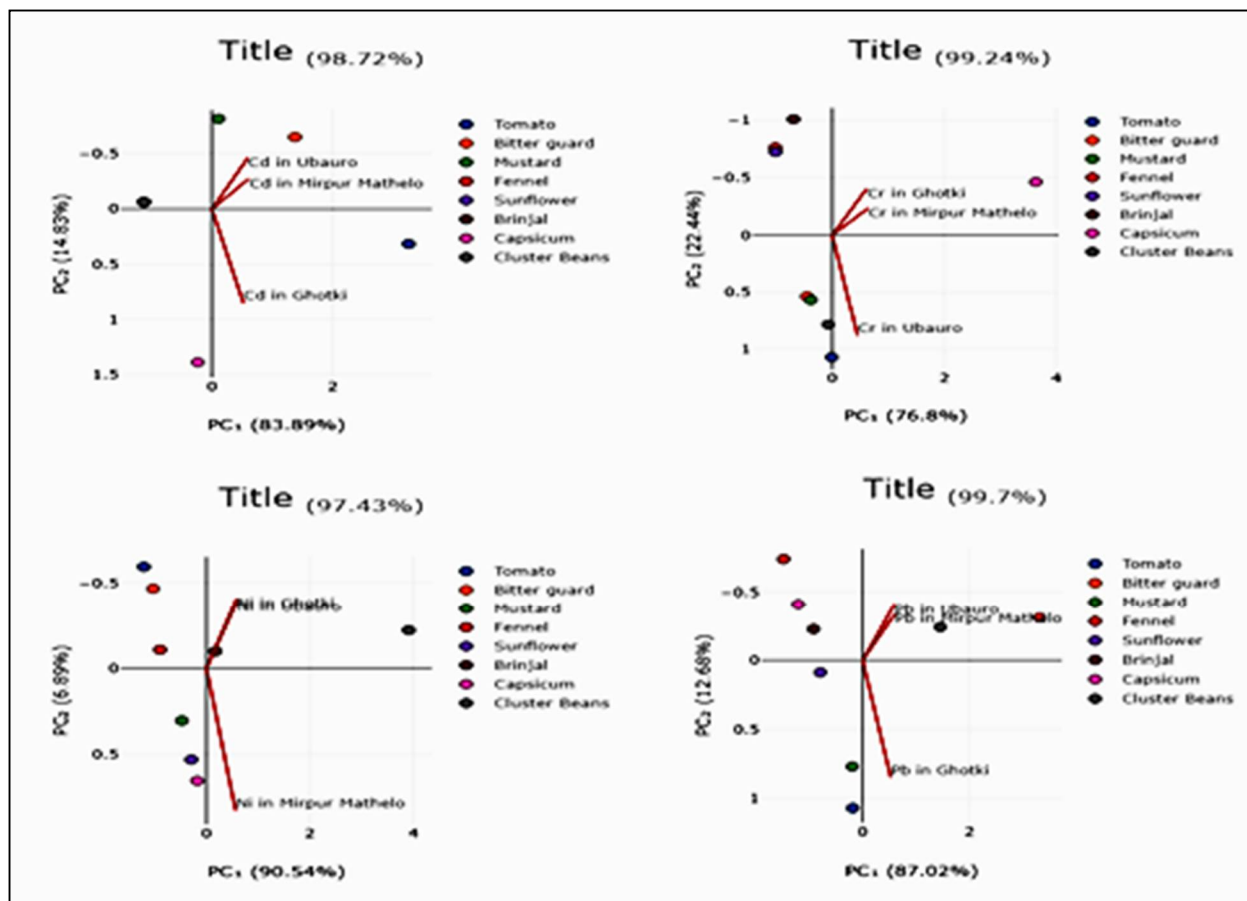 Title (98.72%)
−0.5
0
0.5
1
1.5
0
2
PC₂ (14.83%)
PC₁ (83.89%)
Cd in Ubauro
Cd in Mirpur Mathelo
Cd in Ghotki
Tomato
Bitter guard
Mustard
Fennel
Sunflower
Brinjal
Capsicum
Cluster Beans
Title (99.24%)
−1
−0.5
0
0.5
1
0
2
4
PC₂ (22.44%)
PC₁ (76.8%)
Cr in Ghotki
Cr in Mirpur Mathelo
Cr in Ubauro
Tomato
Bitter guard
Mustard
Fennel
Sunflower
Brinjal
Capsicum
Cluster Beans
Title (97.43%)
−0.5
0
0.5
0
2
4
PC₂ (6.89%)
PC₁ (90.54%)
Ni in Ghotki
Ni in Mirpur Mathelo
Tomato
Bitter guard
Mustard
Fennel
Sunflower
Brinjal
Capsicum
Cluster Beans
Title (99.7%)
−0.5
0
0.5
1
0
2
PC₂ (12.68%)
PC₁ (87.02%)
Pb in Ubauro
Pb in Mirpur Mathelo
Pb in Ghotki
Tomato
Bitter guard
Mustard
Fennel
Sunflower
Brinjal
Capsicum
Cluster Beans